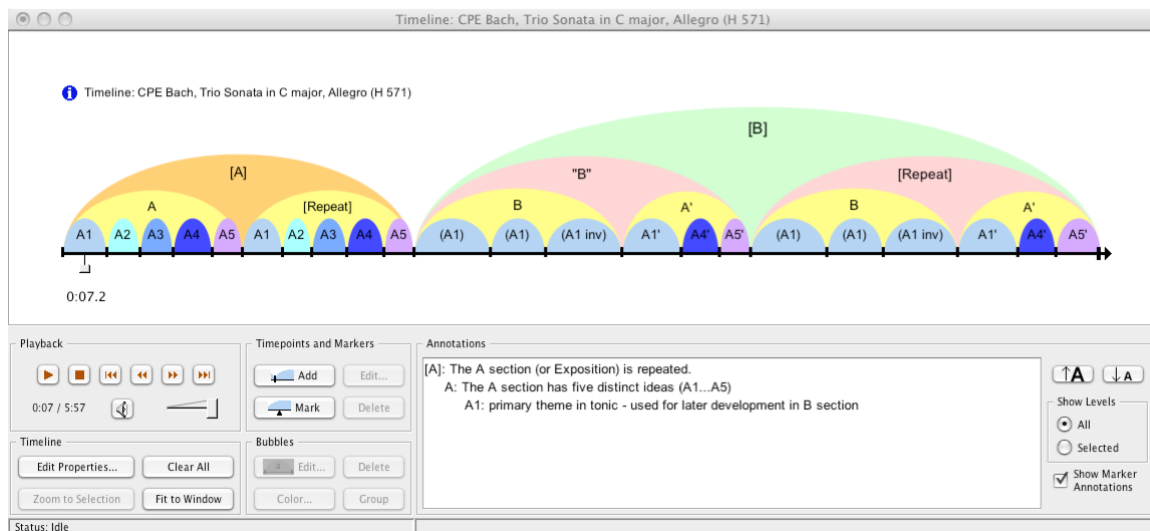 Timeline: CPE Bach, Trio Sonata in C major, Allegro (H 571)
Timeline: CPE Bach, Trio Sonata in C major, Allegro (H 571)
[B]
[A] "B" [Repeat]
A [Repeat] B A' B A'
A1 A2 A3 A4 A5 A1 A2 A3 A4 A5 (A1) (A1) (A1 inv) A1' A4' A5' (A1) (A1) (A1 inv) A1' A4' A5'
0:07.2
Playback
0:07 / 5:57
Timepoints and Markers
Add Edit...
Mark Delete
Annotations
[A]: The A section (or Exposition) is repeated.
A: The A section has five distinct ideas (A1...A5)
A1: primary theme in tonic - used for later development in B section
↑A ↓A
Show Levels
All
Selected
Show Marker
Annotations
Timeline
Edit Properties... Clear All
Zoom to Selection Fit to Window
Bubbles
Edit... Delete
Color... Group
Status: Idle